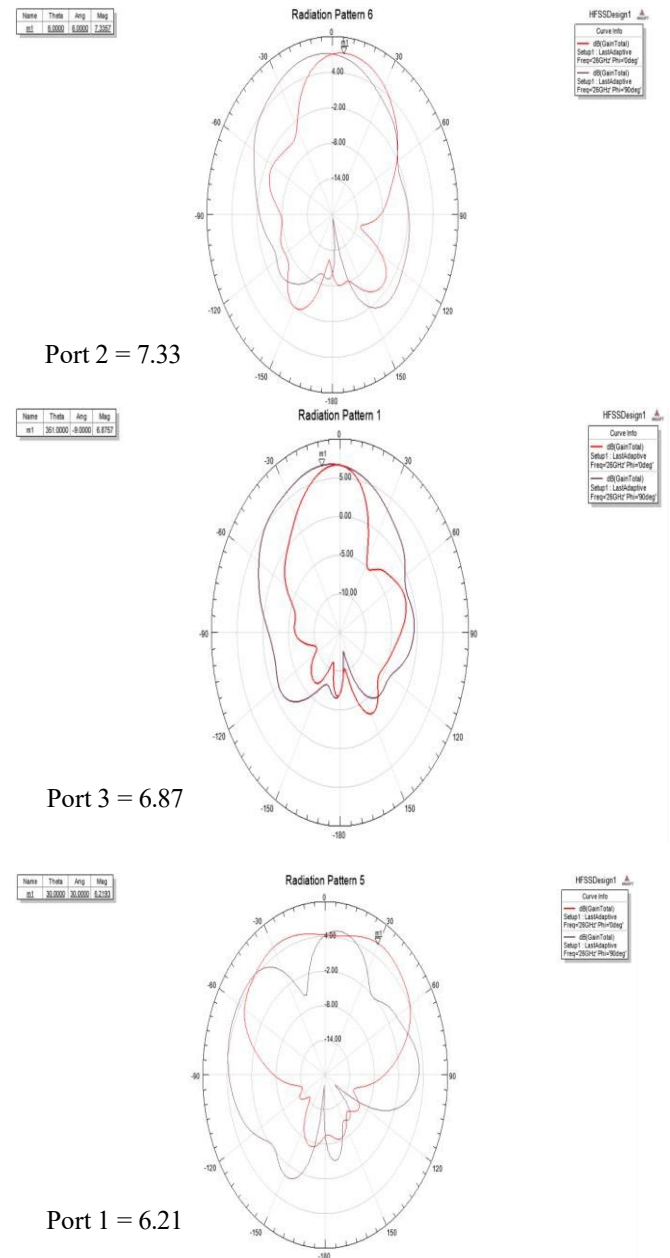 Name Theta Ang Mag
m1 6.0000 6.0000 7.3357
Radiation Pattern 6
HFSSDesign1
Curve Info
dB(GainTotal)
Setup1 : LastAdaptive
Freq='26GHz' Phi='0deg'
dB(GainTotal)
Setup1 : LastAdaptive
Freq='26GHz' Phi='90deg'
0
-30
m1
4.00
-60
60
-2.00
-8.00
-14.00
-90
90
-120
120
-150
150
-180
Port 2 = 7.33
Name Theta Ang Mag
m1 351.0000 -9.0000 6.8757
Radiation Pattern 1
HFSSDesign1
Curve Info
dB(GainTotal)
Setup1 : LastAdaptive
Freq='26GHz' Phi='0deg'
dB(GainTotal)
Setup1 : LastAdaptive
Freq='26GHz' Phi='90deg'
0
-30
m1
30
5.00
-60
0.00
60
-5.00
-10.00
-90
90
-120
120
-150
150
-180
Port 3 = 6.87
Name Theta Ang Mag
m1 30.0000 30.0000 6.2193
Radiation Pattern 5
HFSSDesign1
Curve Info
dB(GainTotal)
Setup1 : LastAdaptive
Freq='26GHz' Phi='0deg'
dB(GainTotal)
Setup1 : LastAdaptive
Freq='26GHz' Phi='90deg'
0
-30
30
m1
4.00
-60
-2.00
60
-8.00
-14.00
-90
90
-120
120
-150
150
-180
Port 1 = 6.21